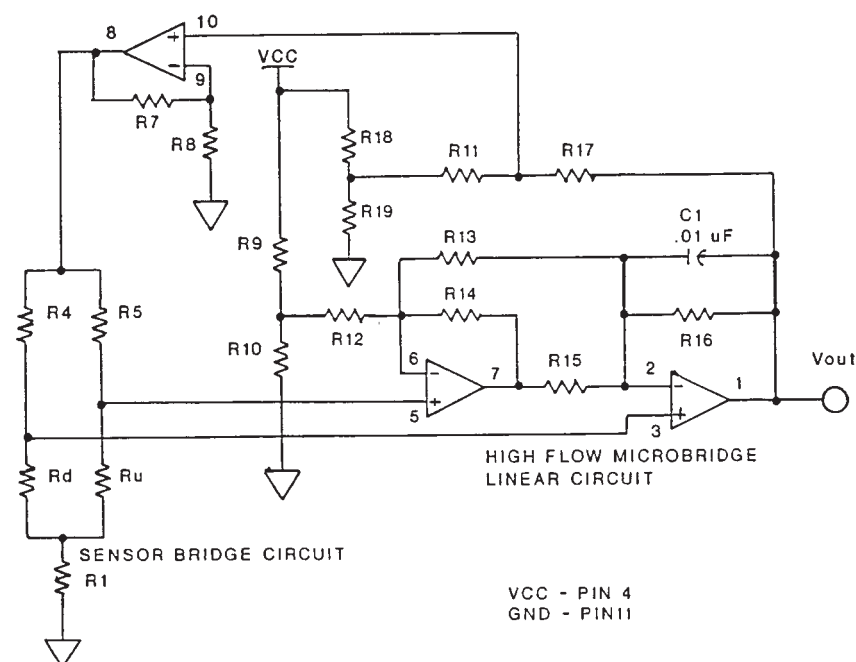 10
8
+
VCC
-
9
R7
R8
R18
R11
R17
R19
C1
.01 uF
R9
R13
R14
R4
R5
R12
R16
R10
Vout
6
-
7
R15
2
-
1
+
5
+
3
HIGH FLOW MICROBRIDGE
LINEAR CIRCUIT
Rd
Ru
SENSOR BRIDGE CIRCUIT
R1
VCC - PIN 4
GND - PIN11